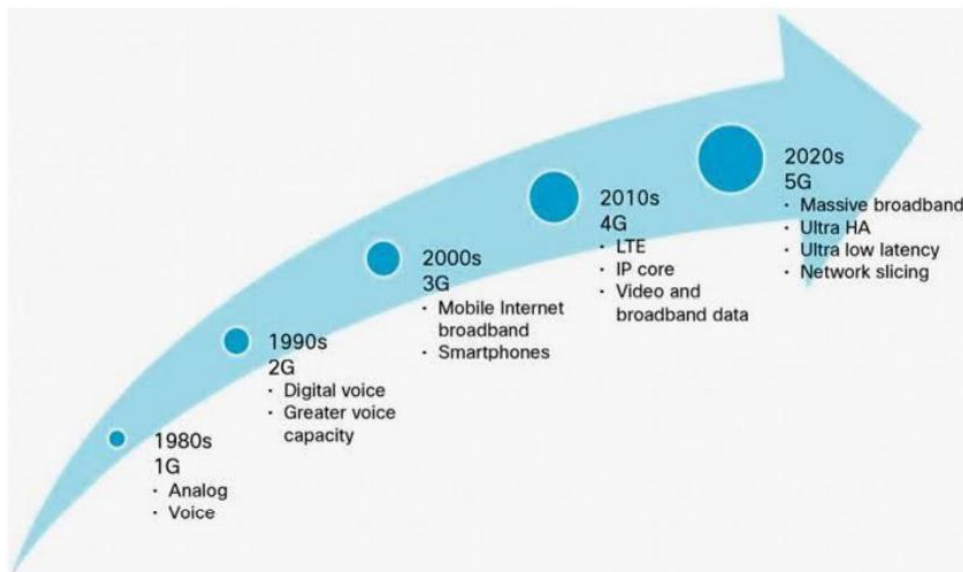 1980s
1G
· Analog
· Voice
1990s
2G
· Digital voice
· Greater voice
capacity
2000s
3G
· Mobile Internet
broadband
· Smartphones
2010s
4G
· LTE
· IP core
· Video and
broadband data
2020s
5G
· Massive broadband
· Ultra HA
· Ultra low latency
· Network slicing